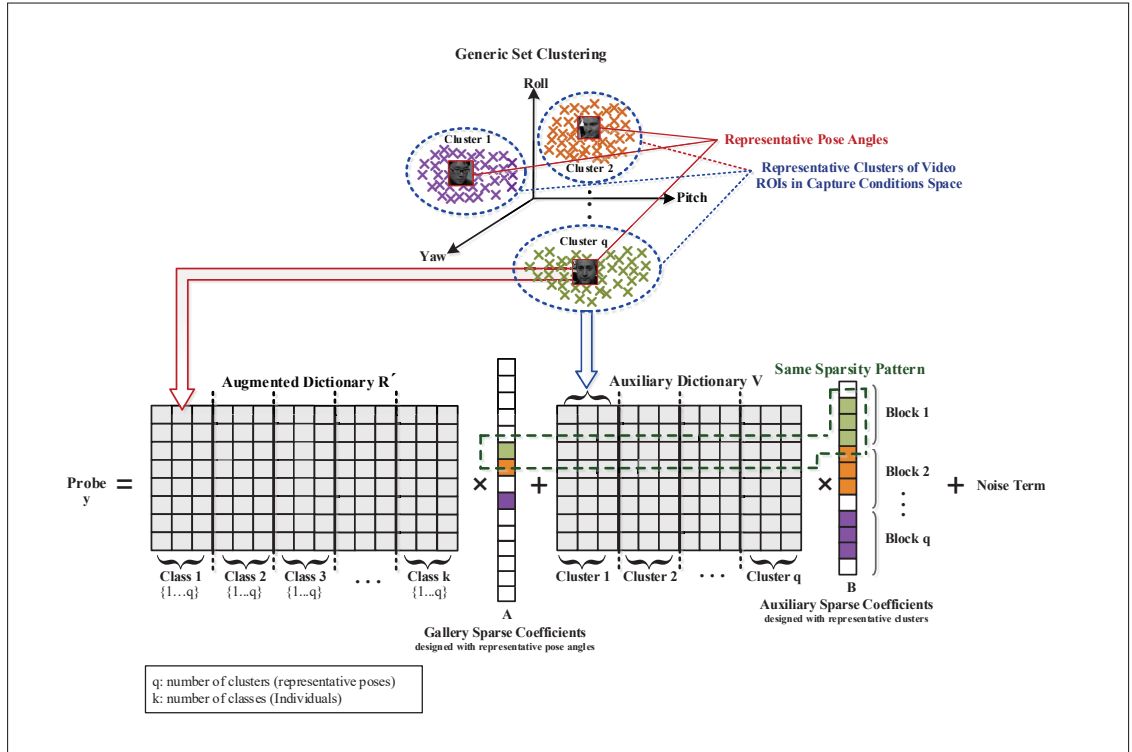 Generic Set Clustering
Roll
Cluster 1
Cluster 2
Representative Pose Angles
Representative Clusters of Video
ROIs in Capture Conditions Space
Pitch
Yaw
Cluster q
Augmented Dictionary R´
Auxiliary Dictionary V
Same Sparsity Pattern
Block 1
Block 2
Block q
Probe
y
=
×
+
×
+
Noise Term
Class 1
{1...q}
Class 2
{1...q}
Class 3
{1...q}
...
Class k
{1...q}
Cluster 1
Cluster 2
...
Cluster q
A
Gallery Sparse Coefficients
designed with representative pose angles
B
Auxiliary Sparse Coefficients
designed with representative clusters
q: number of clusters (representative poses)
k: number of classes (Individuals)